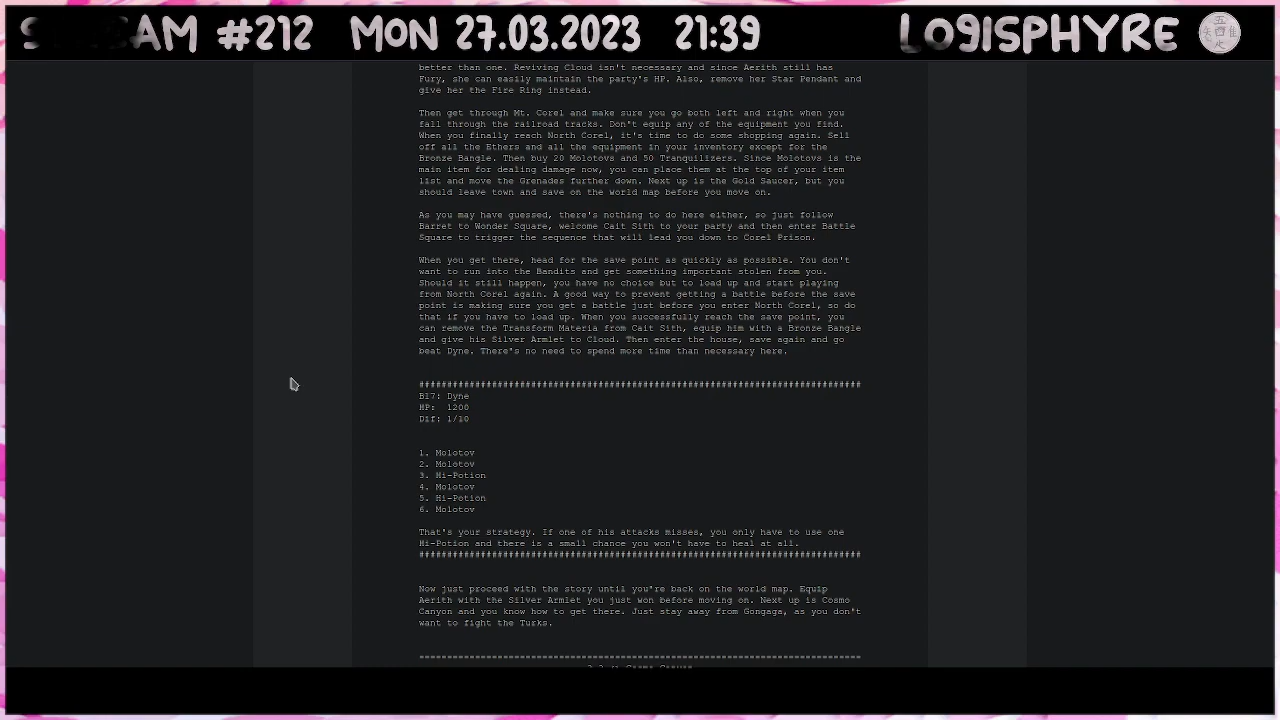 AM #212 MON 27.03.2023 21:39 LO9ISPHYRE
better than one. Reviving Cloud isn't necessary and since Aerith still has
Fury, she can easily maintain the party's HP. Also, remove her Star Pendant and
give her the Fire Ring instead.
Then get through Mt. Corel and make sure you go both left and right when you
fall through the railroad tracks. Don't equip any of the equipment you find.
When you finally reach North Corel, it's time to do some shopping again. Sell
off all the Ethers and all the equipment in your inventory except for the
Bronze Bangle. Then buy 20 Molotovs and 50 Tranquilizers. Since Molotovs is the
main item for dealing damage now, you can place them at the top of your item
list and move the Grenades further down. Next up is the Gold Saucer, but you
should leave town and save on the world map before you move on.
As you may have guessed, there's nothing to do here either, so just follow
Barret to Wonder Square, welcome Cait Sith to your party and then enter Battle
Square to trigger the sequence that will lead you down to Corel Prison.
When you get there, head for the save point as quickly as possible. You don't
want to run into the Bandits and get something important stolen from you.
Should it still happen, you have no choice but to load up and start playing
from North Corel again. A good way to prevent getting a battle before the save
point is making sure you get a battle just before you enter North Corel, so do
that if you have to load up. When you successfully reach the save point, you
can remove the Transform Materia from Cait Sith, equip him with a Bronze Bangle
and give his Silver Armlet to Cloud. Then enter the house, save again and go
beat Dyne. There's no need to spend more time than necessary here.
###############################################################################
B17: Dyne
HP:  1200
Dif: 1/10
1. Molotov
2. Molotov
3. Hi-Potion
4. Molotov
5. Hi-Potion
6. Molotov
That's your strategy. If one of his attacks misses, you only have to use one
Hi-Potion and there is a small chance you won't have to heal at all.
###############################################################################
Now just proceed with the story until you're back on the world map. Equip
Aerith with the Silver Armlet you just won before moving on. Next up is Cosmo
Canyon and you know how to get there. Just stay away from Gongaga, as you don't
want to fight the Turks.
===============================================================================